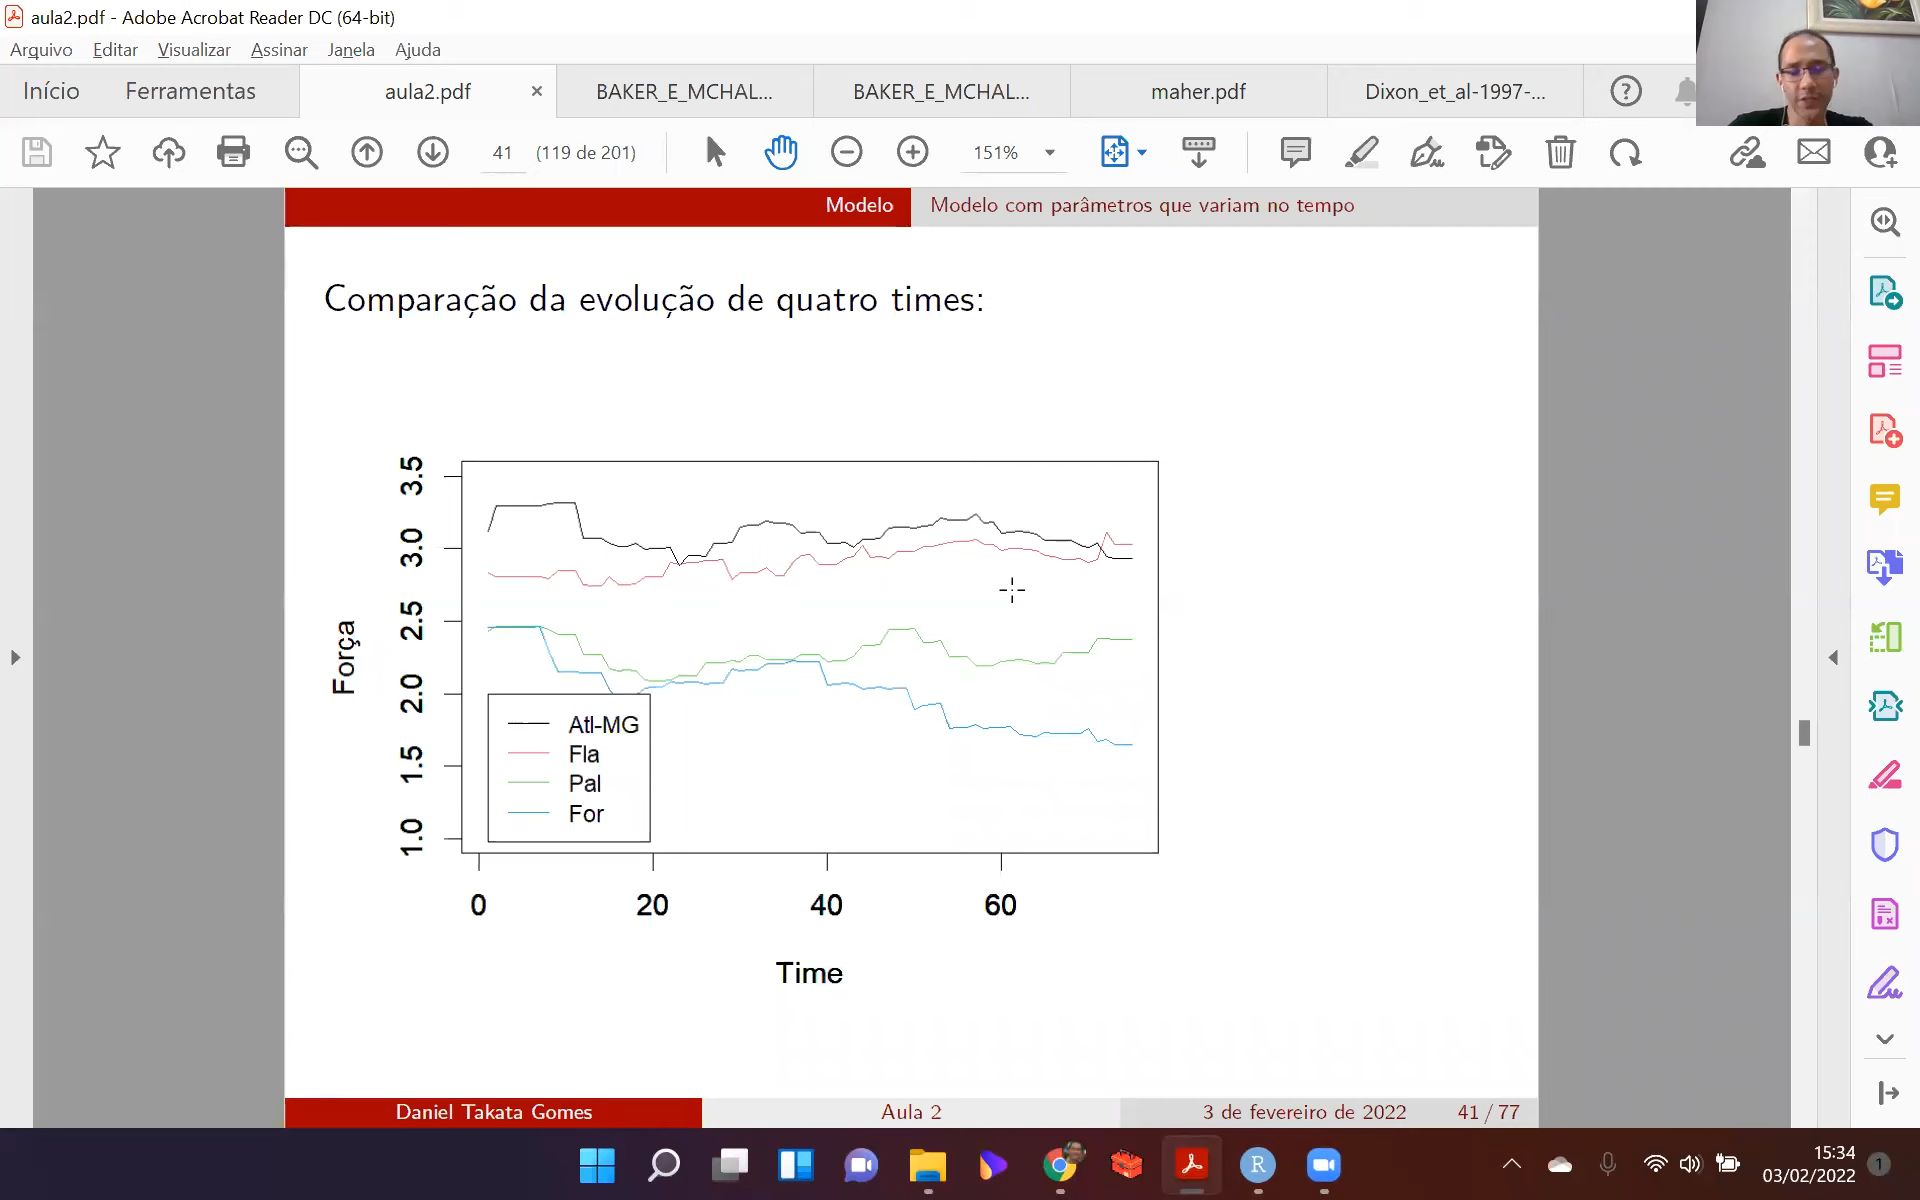 aula2.pdf - Adobe Acrobat Reader DC (64-bit)
Arquivo Editar Visualizar Assinar Janela Ajuda
Início Ferramentas aula2.pdf × BAKER_E_MCHAL... BAKER_E_MCHAL... maher.pdf Dixon_et_al-1997-...
41 (119 de 201) 151%
Modelo Modelo com parâmetros que variam no tempo
Comparação da evolução de quatro times:
3.5
3.0
2.5
2.0
1.5
1.0
Força
Atl-MG
Fla
Pal
For
0 20 40 60
Time
Daniel Takata Gomes Aula 2 3 de fevereiro de 2022 41 / 77
15:34
03/02/2022
1